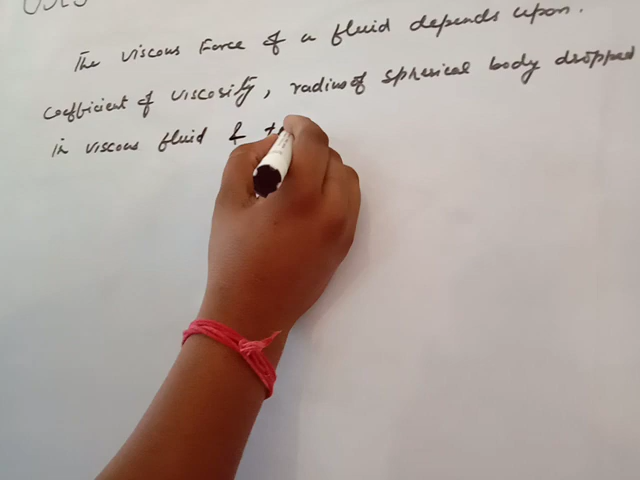 The viscous Force of a fluid depends upon.
Coefficient of viscosity, radius of spherical body dropped
in viscous fluid &